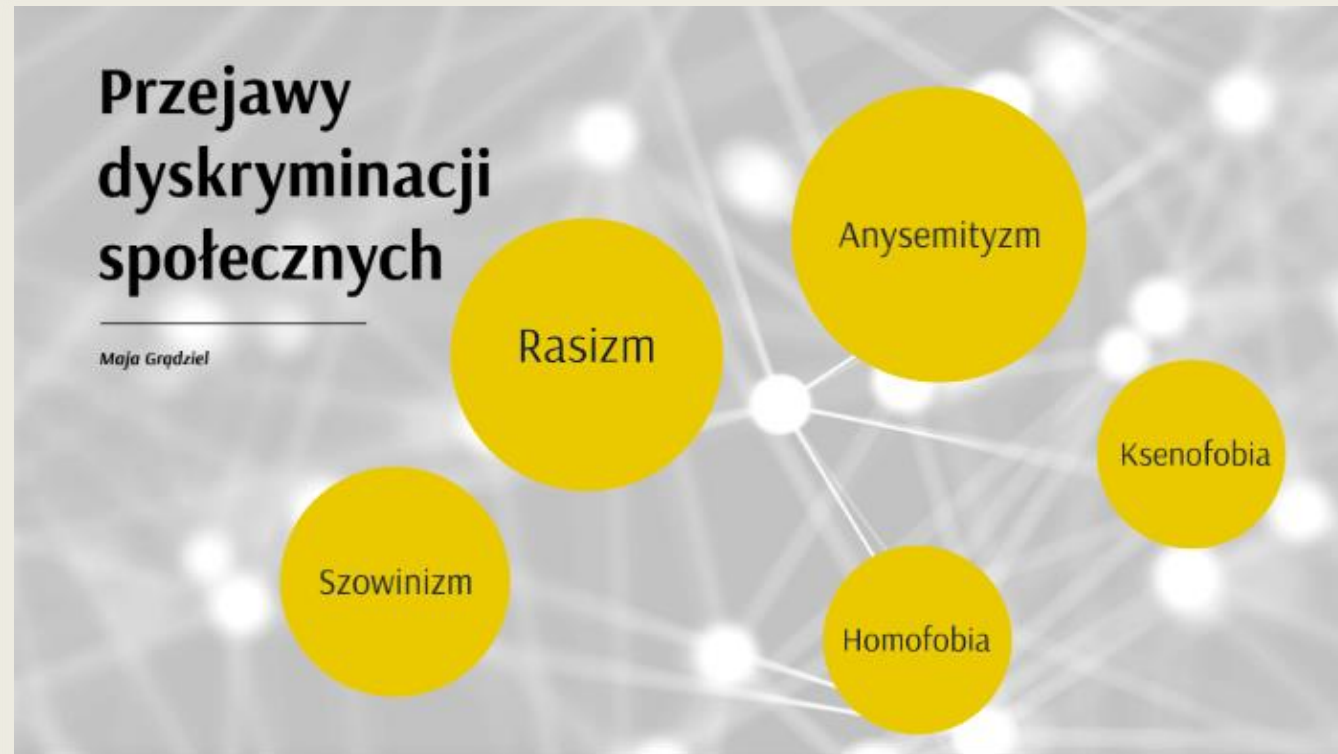 Przejawy
dyskryminacji
społecznych
Maja Grądziel
Anysemityzm
Rasizm
Ksenofobia
Szowinizm
Homofobia